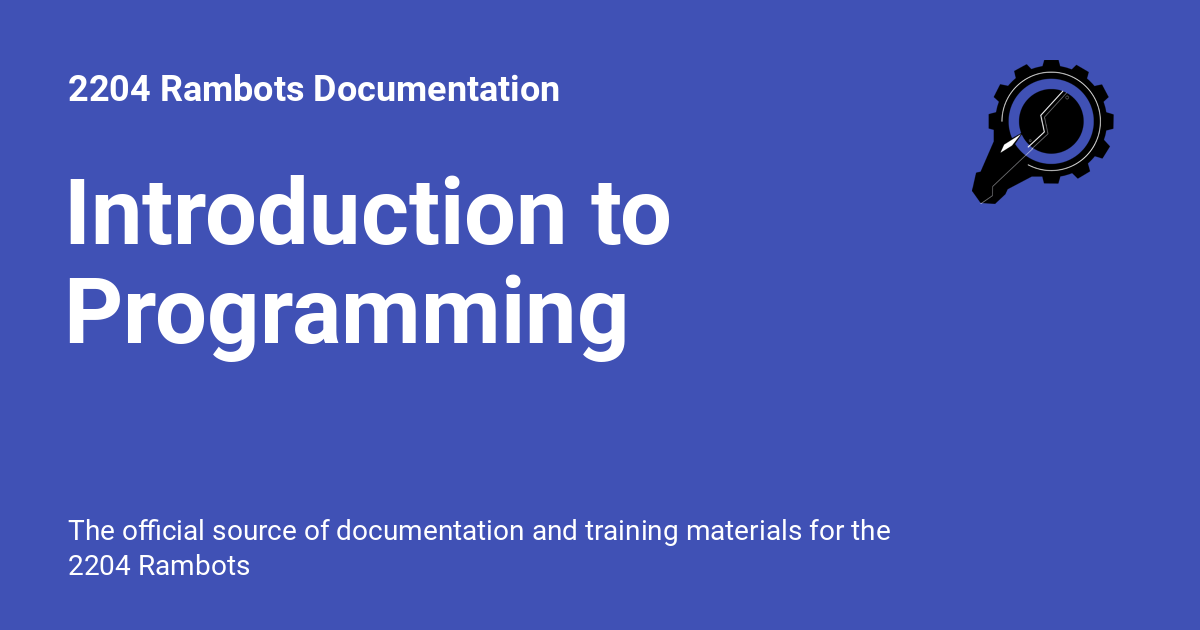 2204 Rambots Documentation
Introduction to
Programming
The official source of documentation and training materials for the
2204 Rambots